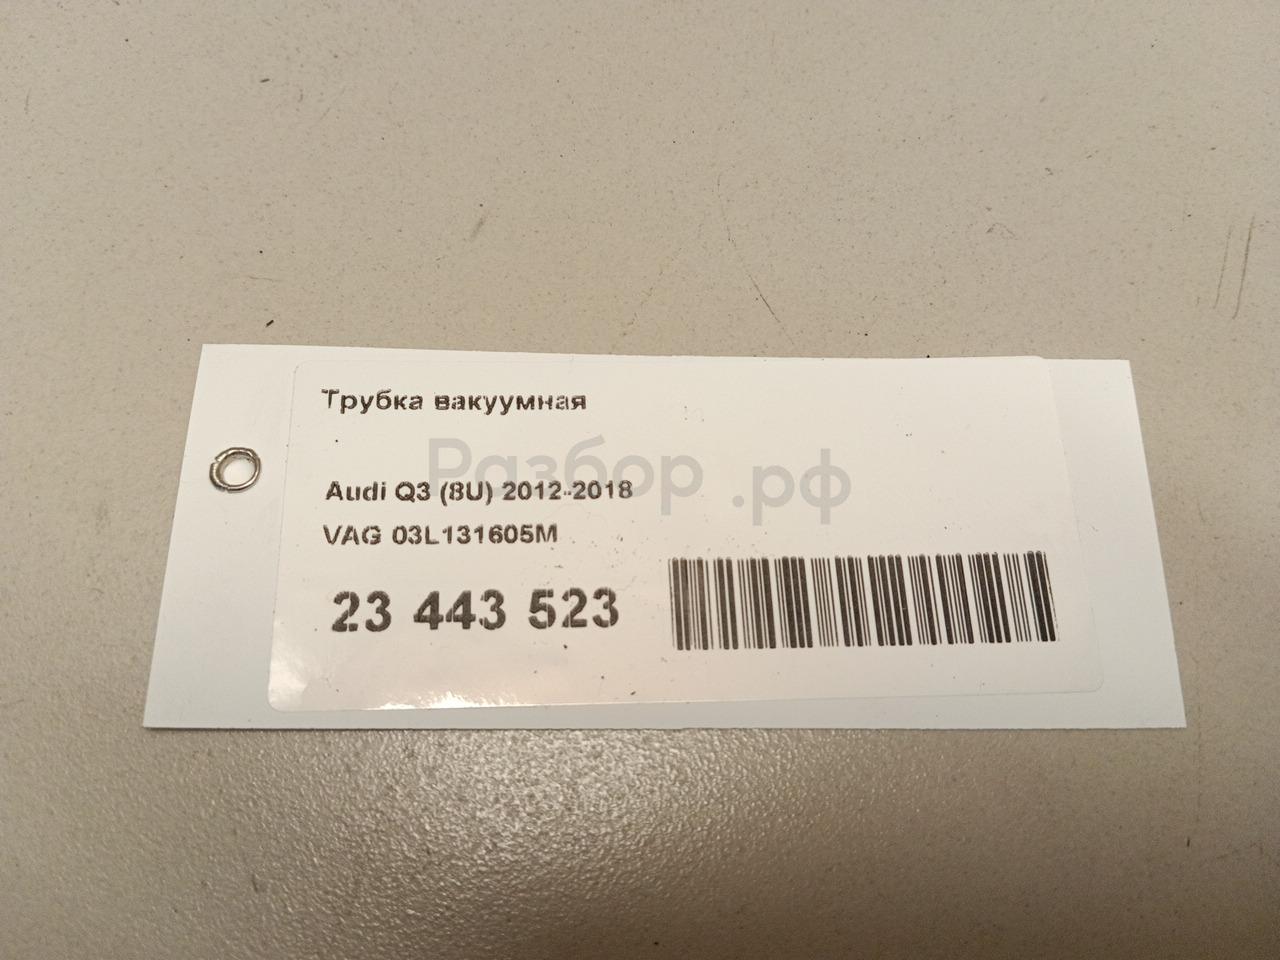 Трубка вакуумная
Разбор.рф
Audi Q3 (8U) 2012-2018
VAG 03L131605M
23 443 523